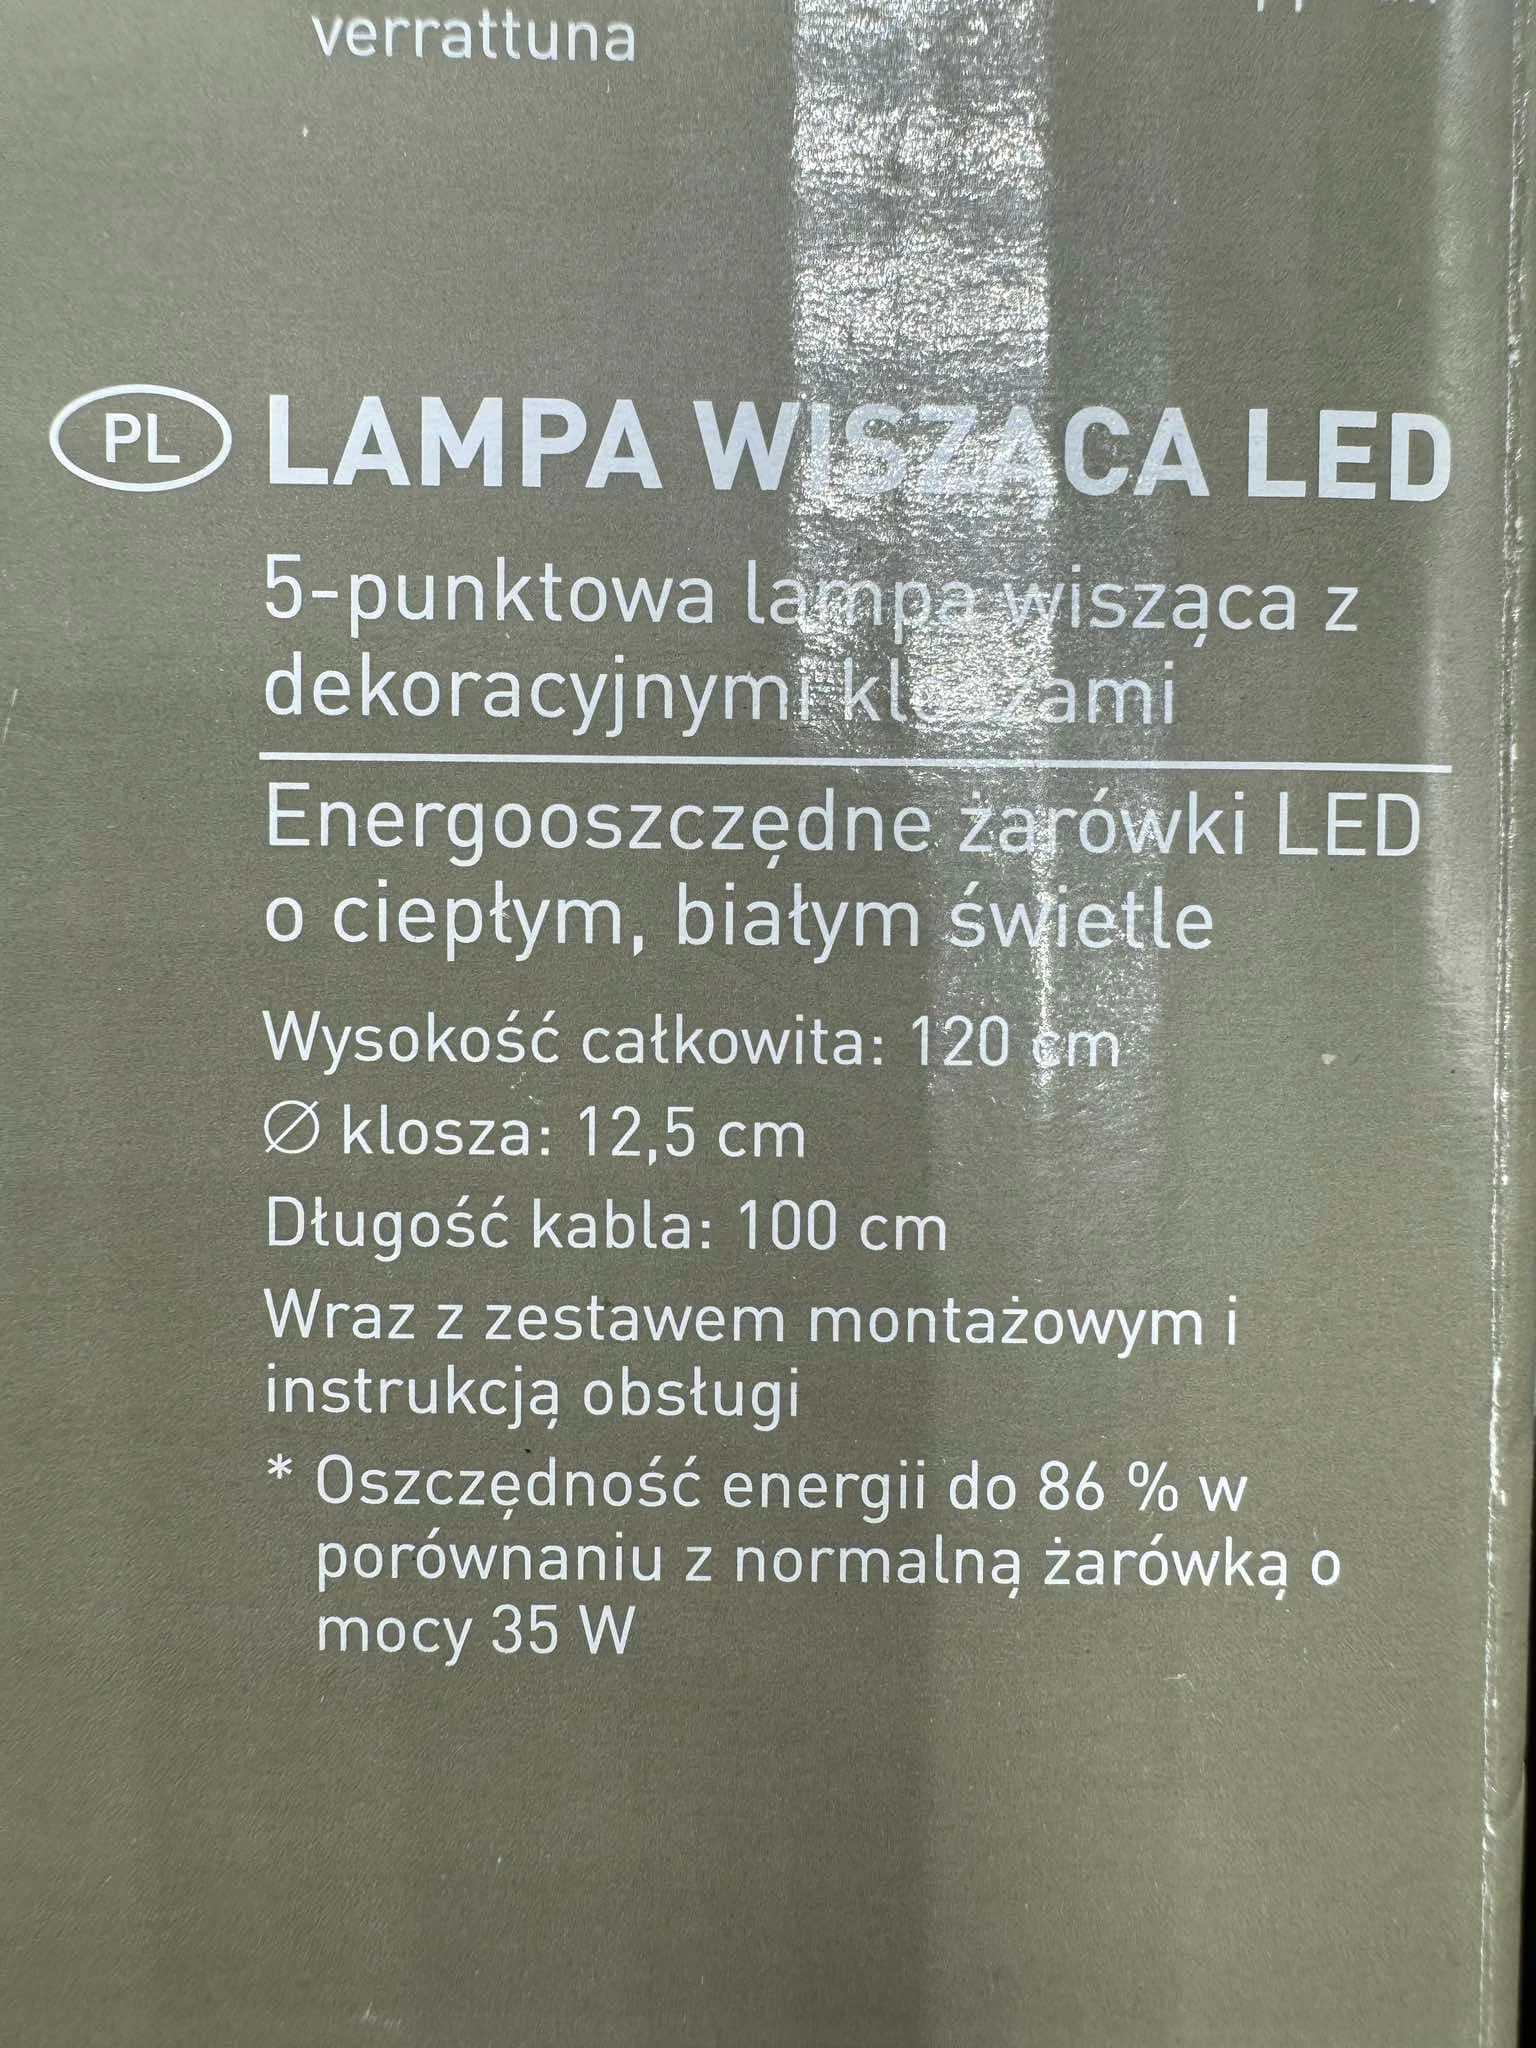 verrattuna
PL LAMPA WISZĄCA LED
5-punktowa lampa wisząca z
dekoracyjnymi kloszami
Energooszczędne żarówki LED
o ciepłym, białym świetle
Wysokość całkowita: 120 cm
Ø klosza: 12,5 cm
Długość kabla: 100 cm
Wraz z zestawem montażowym i
instrukcją obsługi
* Oszczędność energii do 86 % w
porównaniu z normalną żarówką o
mocy 35 W